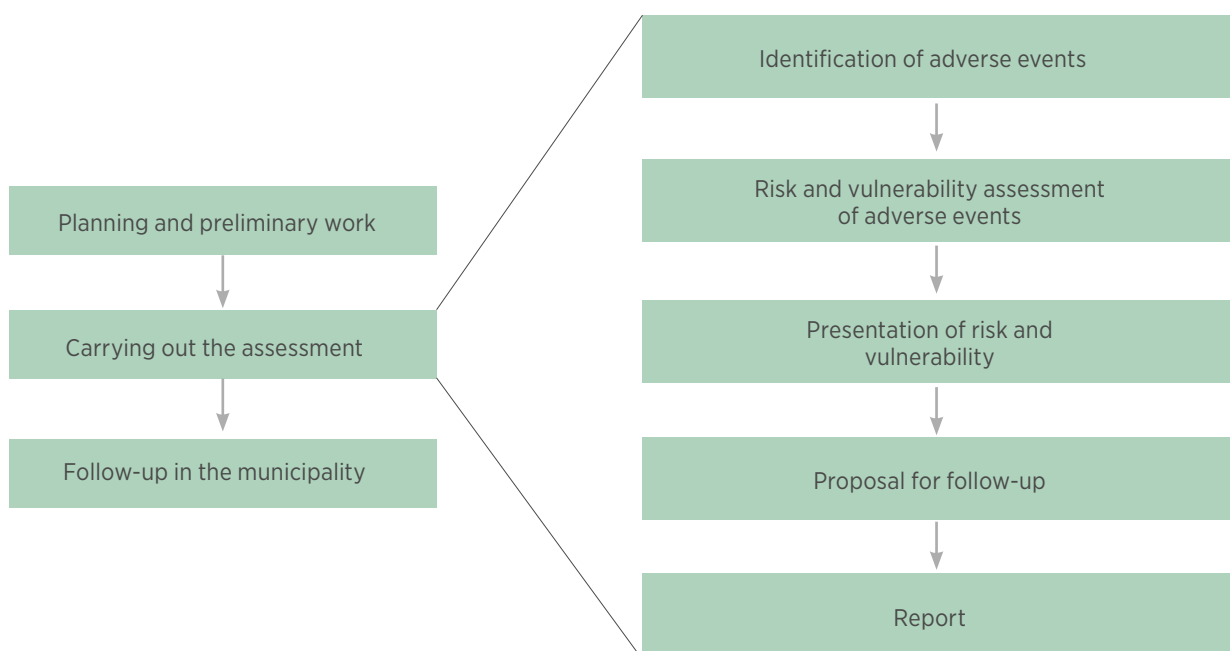 Planning and preliminary work
Carrying out the assessment
Follow-up in the municipality
Identification of adverse events
Risk and vulnerability assessment
of adverse events
Presentation of risk and
vulnerability
Proposal for follow-up
Report